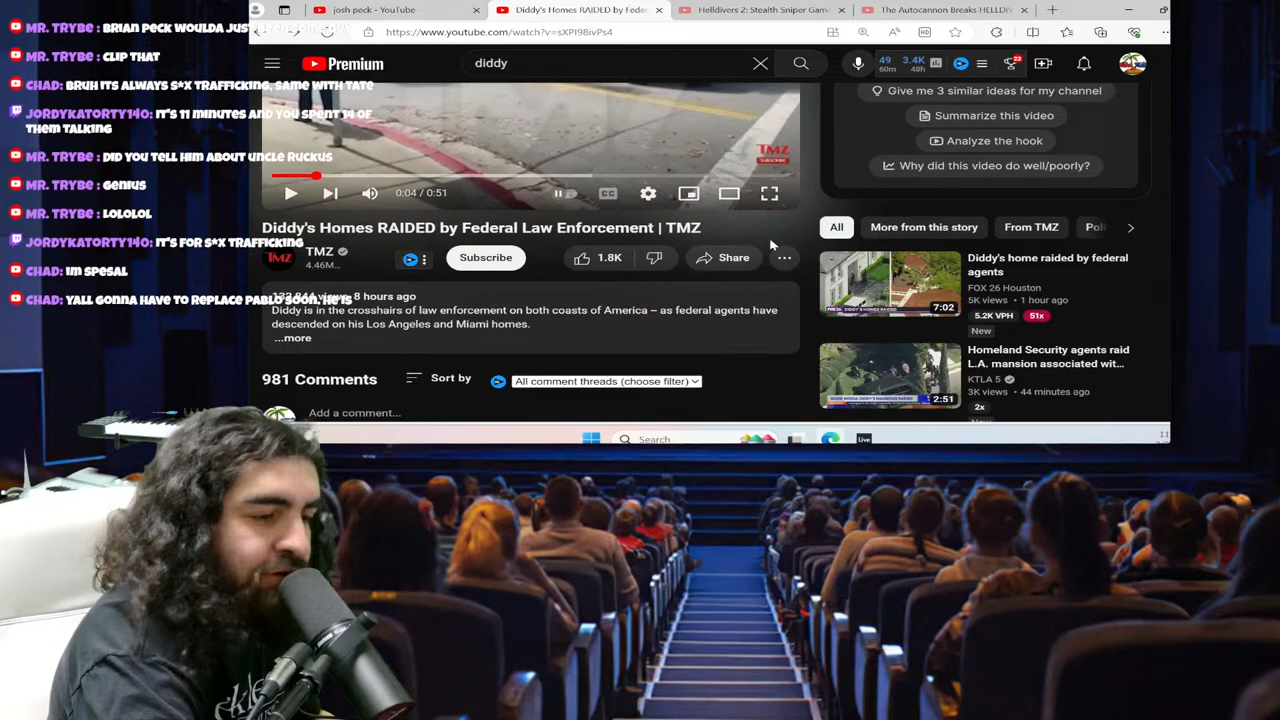 josh peck - YouTube
Diddy's Homes RAIDED by Fede
Helldivers 2: Stealth Sniper Gam
The Autocannon Breaks HELLDIV
https://www.youtube.com/watch?v=sXPl98ivPs4
HD
Premium
diddy
49
60m
3.4K
48h
22
MR. TRYBE: BRIAN PECK WOULDA JUS
MR. TRYBE: CLIP THAT
CHAD: BRUH ITS ALWAYS S*X TRAFFICKING, SAME WITH TATE
JORDYKATORTY140: IT'S 11 MINUTES AND YOU SPENT 14 OF
THEM TALKING
MR. TRYBE: DID YOU TELL HIM ABOUT UNCLE RUCKUS
MR. TRYBE: GENIUS
MR. TRYBE: LOLOLOL
JORDYKATORTY140: IT'S FOR S*X TRAFFICKING
CHAD: IM SPESAL
CHAD: YALL GONNA HAVE TO REPLACE PABLO SOON, HE IS
TMZ
SUBSCRIBE
0:04 / 0:51
CC
Diddy's Homes RAIDED by Federal Law Enforcement | TMZ
TMZ
TMZ
4.46M...
Subscribe
1.8K
Share
views 8 hours ago
Diddy is in the crosshairs of law enforcement on both coasts of America – as federal agents have
descended on his Los Angeles and Miami homes.
...more
981 Comments
Sort by
All comment threads (choose filter)
Add a comment...
Give me 3 similar ideas for my channel
Summarize this video
Analyze the hook
Why did this video do well/poorly?
All
More from this story
From TMZ
Diddy's home raided by federal
agents
FOX 26 Houston
5K views • 1 hour ago
5.2K VPH
51x
New
7:02
Homeland Security agents raid
L.A. mansion associated wit...
KTLA 5
3K views • 44 minutes ago
2x
2:51
Search
Live
11